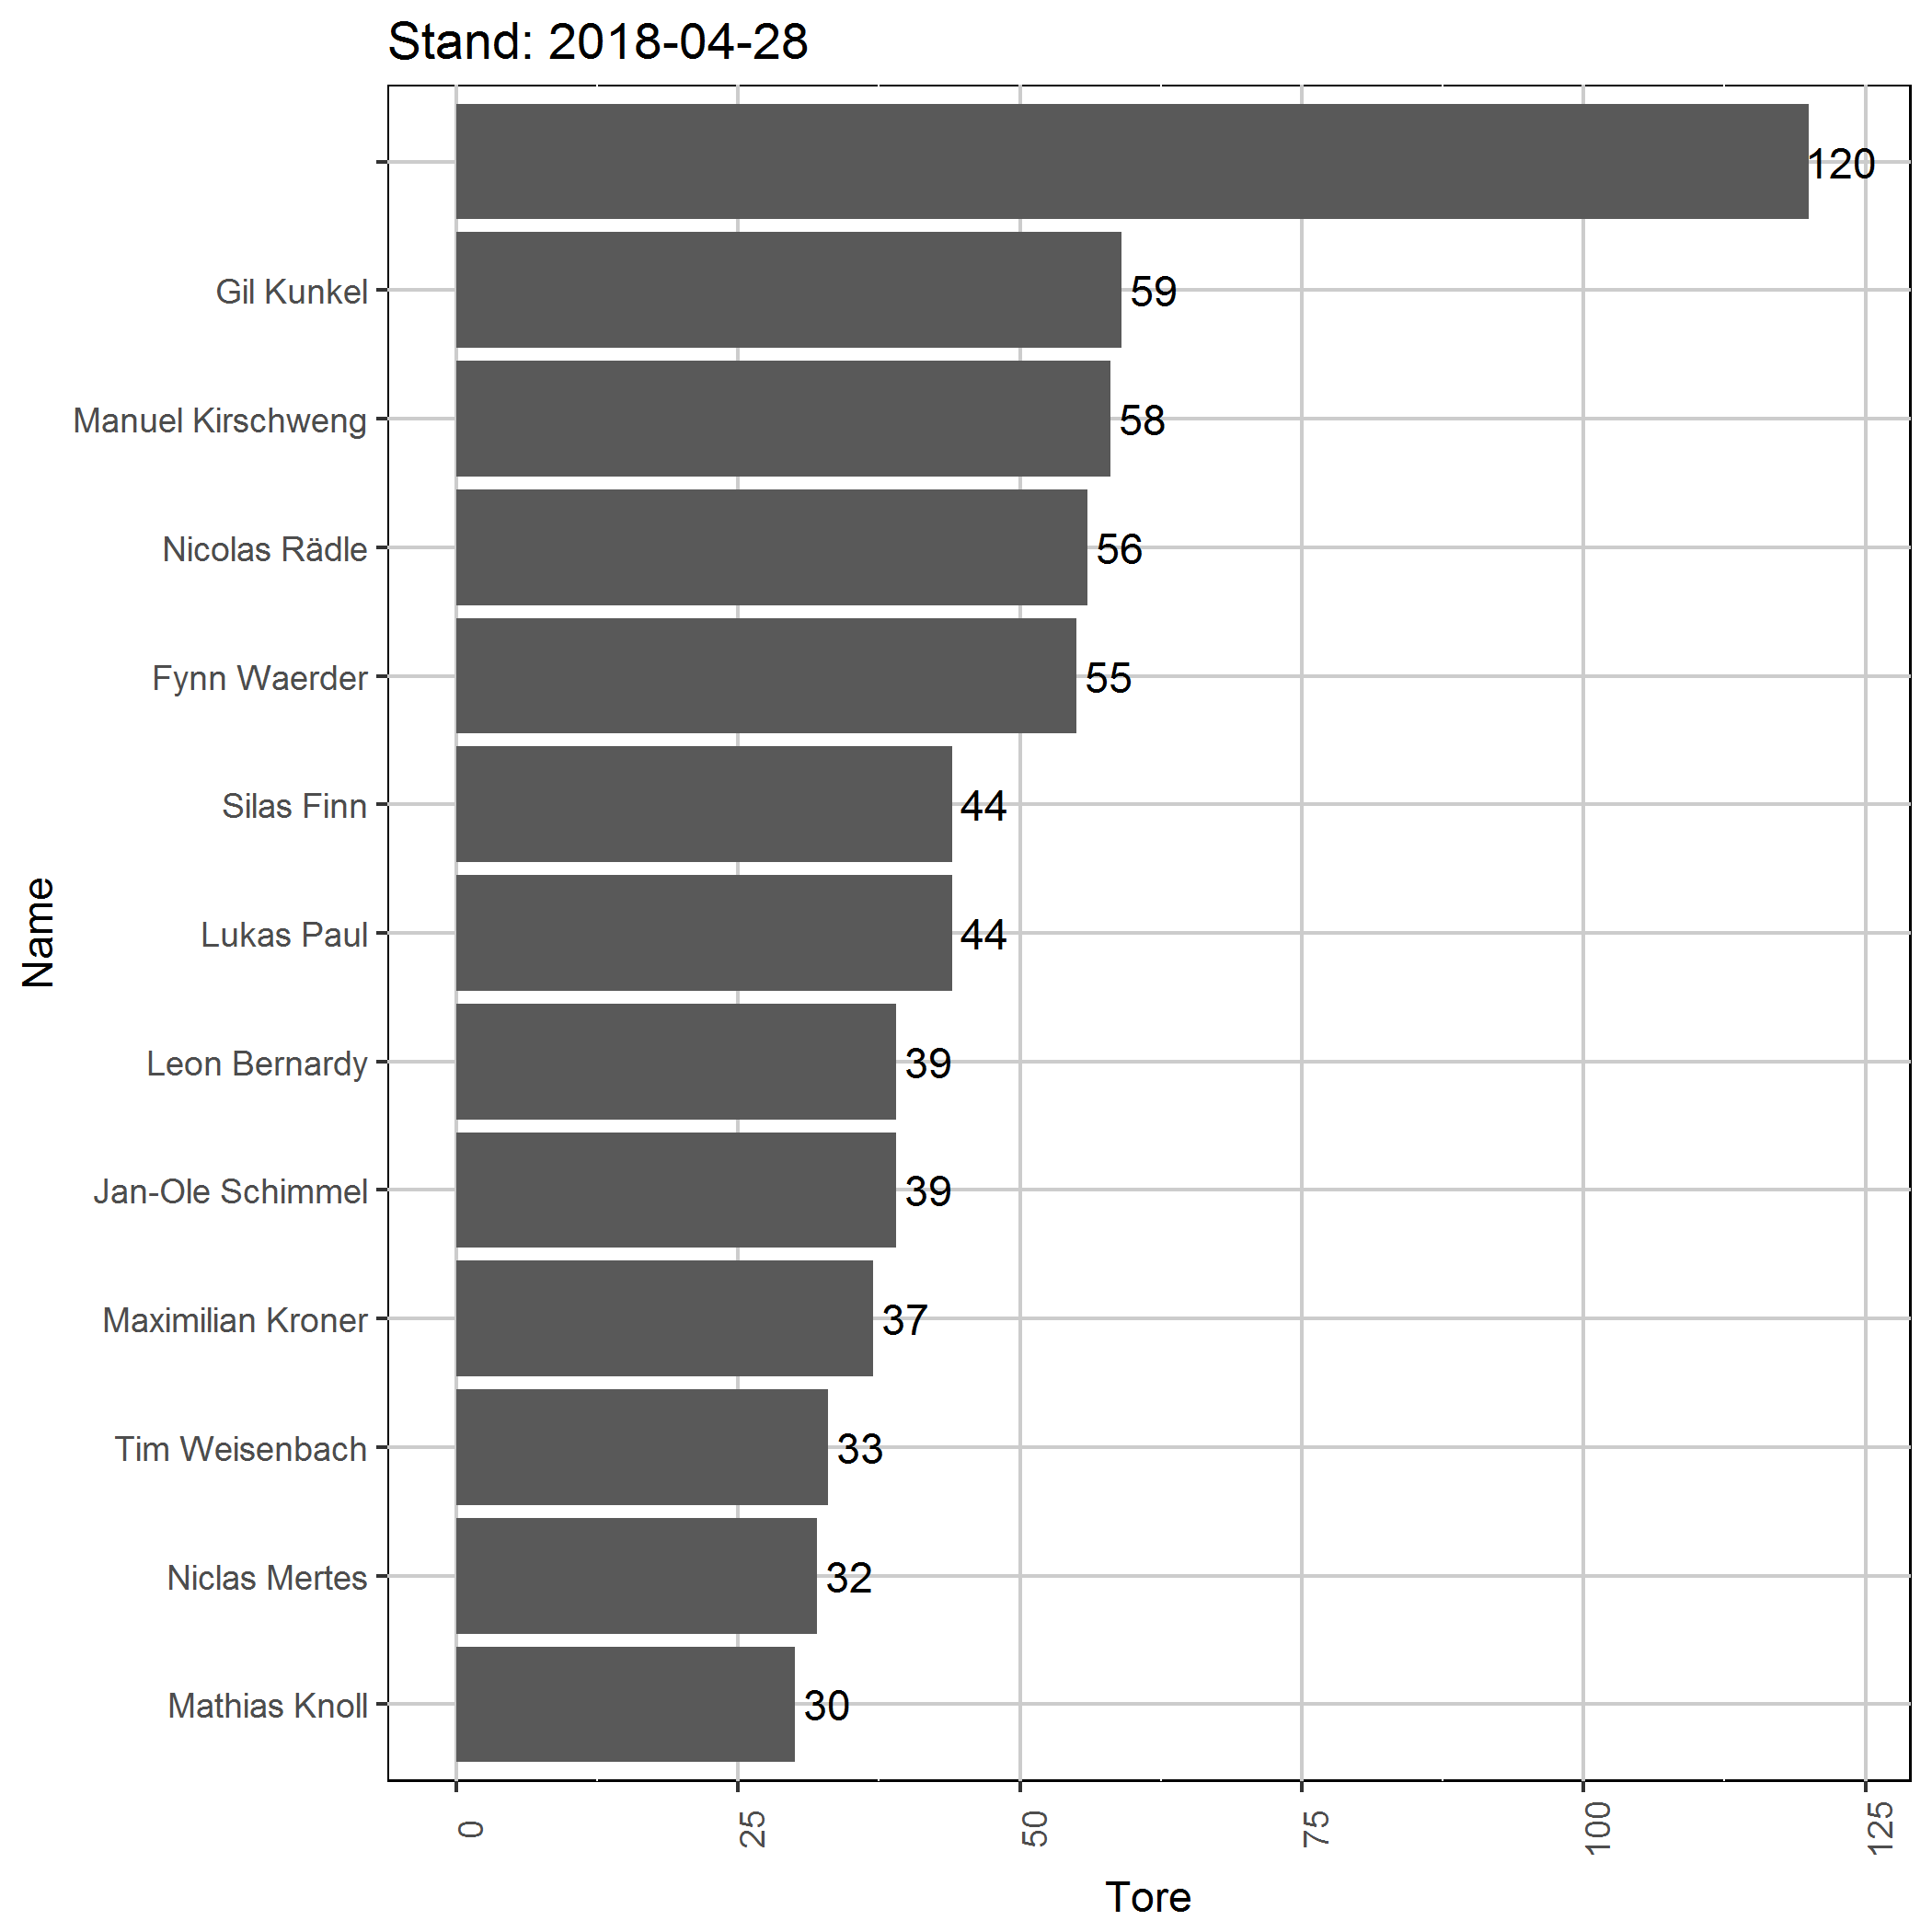 Stand: 2018-04-28
120
Gil Kunkel 59
Manuel Kirschweng 58
Nicolas Rädle 56
Fynn Waerder 55
Silas Finn 44
Lukas Paul 44
Leon Bernardy 39
Jan-Ole Schimmel 39
Maximilian Kroner 37
Tim Weisenbach 33
Niclas Mertes 32
Mathias Knoll 30
Name
0 25 50 75 100 125
Tore